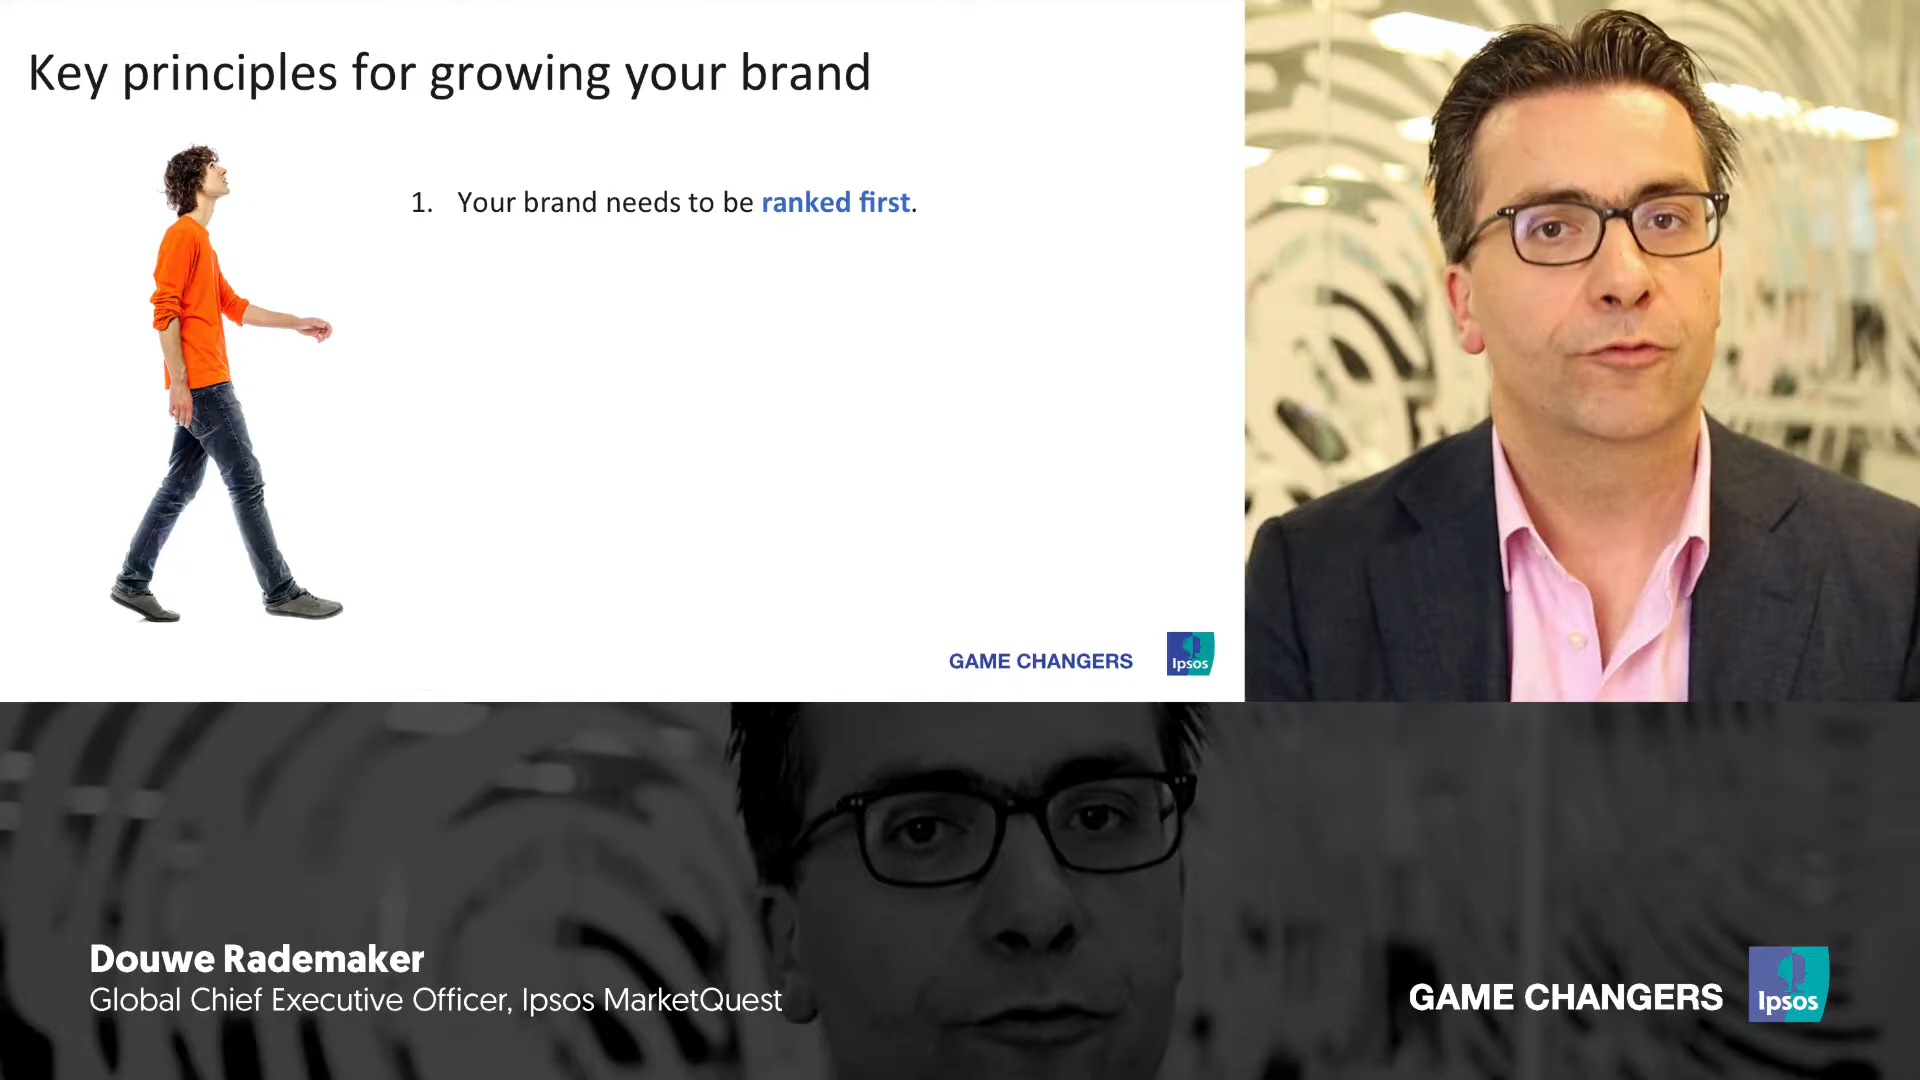 Key principles for growing your brand
1. Your brand needs to be ranked first.
GAME CHANGERS
Ipsos
Douwe Rademaker
Global Chief Executive Officer, Ipsos MarketQuest
GAME CHANGERS
Ipsos